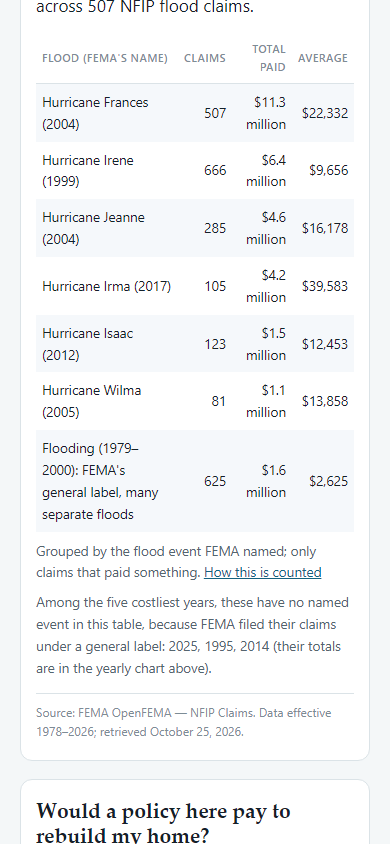 across 507 NFIP flood claims.
FLOOD (FEMA'S NAME) CLAIMS TOTAL PAID AVERAGE
Hurricane Frances (2004) 507 $11.3 million $22,332
Hurricane Irene (1999) 666 $6.4 million $9,656
Hurricane Jeanne (2004) 285 $4.6 million $16,178
Hurricane Irma (2017) 105 $4.2 million $39,583
Hurricane Isaac (2012) 123 $1.5 million $12,453
Hurricane Wilma (2005) 81 $1.1 million $13,858
Flooding (1979–2000): FEMA's general label, many separate floods 625 $1.6 million $2,625
Grouped by the flood event FEMA named; only
claims that paid something. How this is counted
Among the five costliest years, these have no named
event in this table, because FEMA filed their claims
under a general label: 2025, 1995, 2014 (their totals
are in the yearly chart above).
Source: FEMA OpenFEMA — NFIP Claims. Data effective
1978–2026; retrieved October 25, 2026.
Would a policy here pay to
rebuild my home?